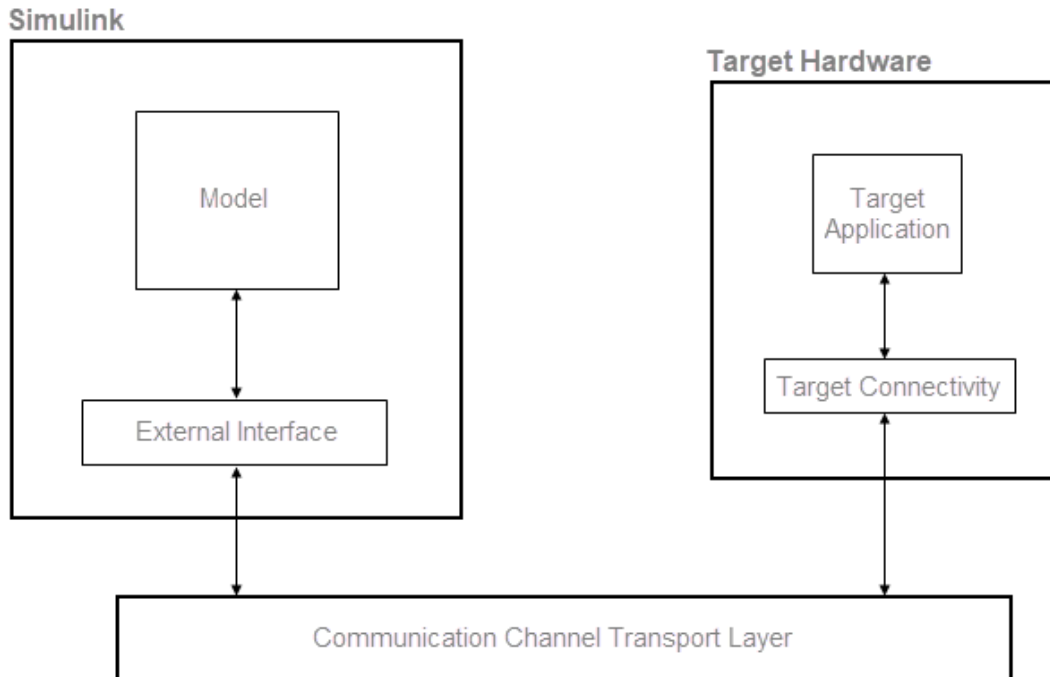 Simulink
Model
External Interface
Target Hardware
Target
Application
Target Connectivity
Communication Channel Transport Layer